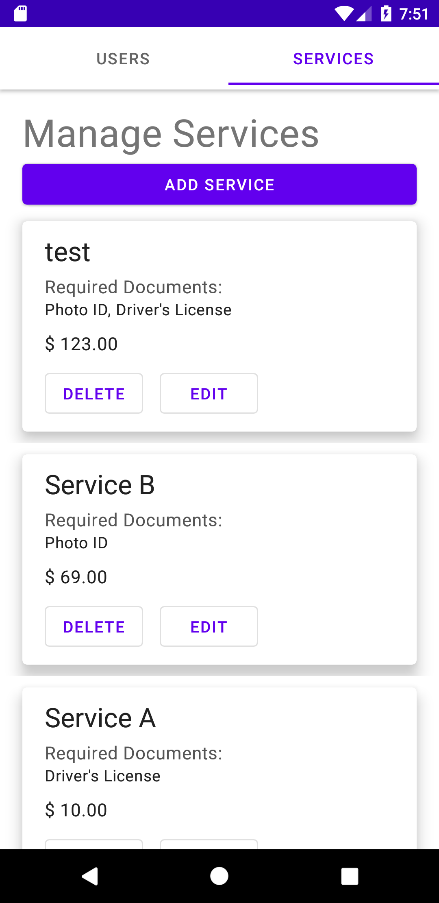 7:51
USERS
SERVICES
Manage Services
ADD SERVICE
test
Required Documents:
Photo ID, Driver's License
$ 123.00
DELETE
EDIT
Service B
Required Documents:
Photo ID
$ 69.00
DELETE
EDIT
Service A
Required Documents:
Driver's License
$ 10.00